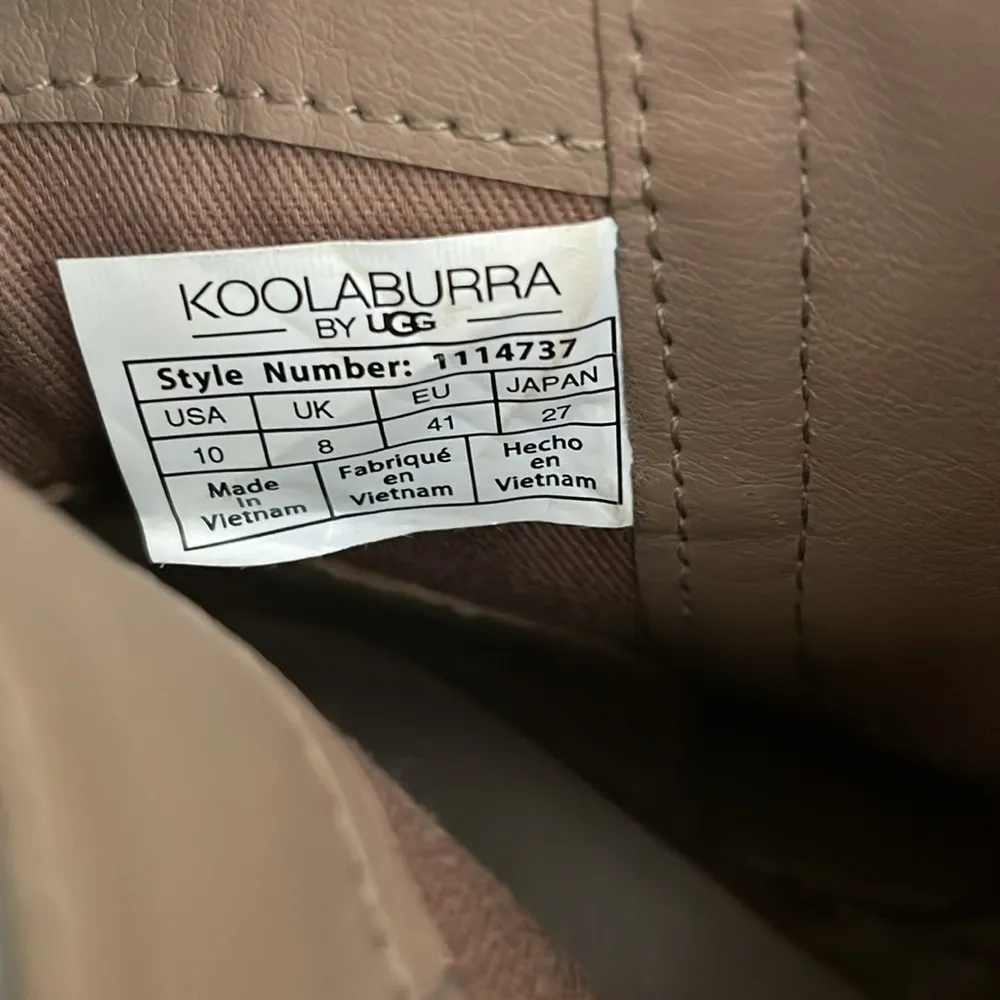 KOOLABURRA
BY UGG
Style Number: 1114737
USA UK EU JAPAN
10 8 41 27
Made in Vietnam
Fabriqué en Vietnam
Hecho en Vietnam